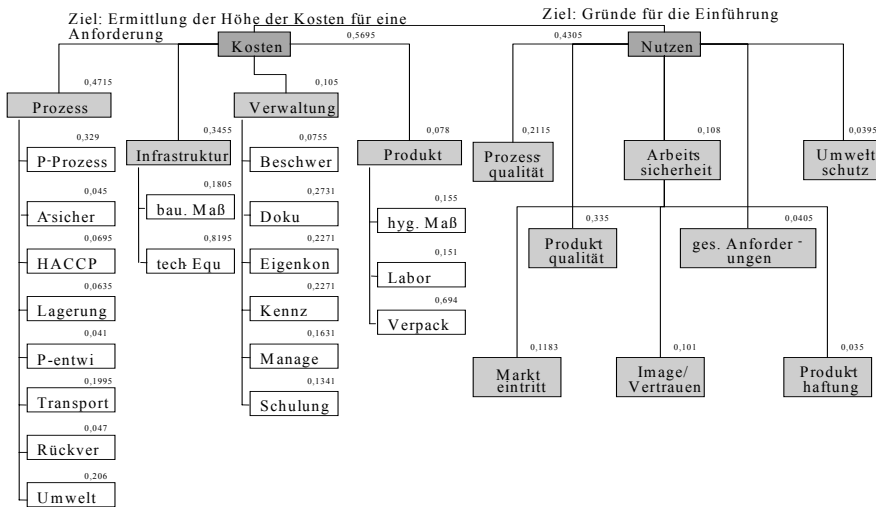 Ziel: Ermittlung der Höhe der Kosten für eine
Anforderung
Ziel: Gründe für die Einführung
Kosten
0,5695
0,4305
Nutzen
0,4715
Prozess
0,329
P-Prozess
0,045
A-sicher
0,0695
HACCP
0,0635
Lagerung
0,041
P-entwi
0,1995
Transport
0,047
Rückver
0,206
Umwelt
0,3455
Infrastruktur
0,1805
bau. Maß
0,8195
tech Equ
0,105
Verwaltung
0,0755
Beschwer
0,2731
Doku
0,2271
Eigenkon
0,2271
Kennz
0,1631
Manage
0,1341
Schulung
0,078
Produkt
0,155
hyg. Maß
0,151
Labor
0,694
Verpack
0,2115
Prozess-
qualität
0,108
Arbeits
sicherheit
0,0395
Umwelt
schutz
0,335
Produkt
qualität
0,0405
ges. Anforder-
ungen
0,1183
Markt
eintritt
0,101
Image/
Vertrauen
0,035
Produkt
haftung